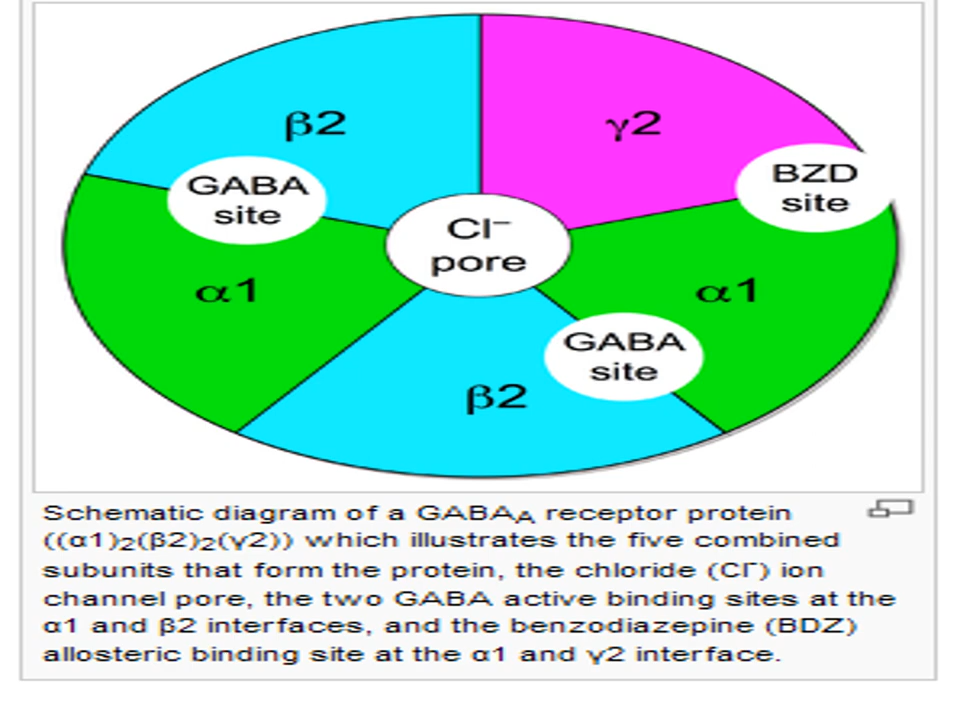 β2
γ2
GABA
site
BZD
site
Cl⁻
pore
α1
α1
GABA
site
β2
Schematic diagram of a GABAA receptor protein
((α1)2(β2)2(γ2)) which illustrates the five combined
subunits that form the protein, the chloride (Cl⁻) ion
channel pore, the two GABA active binding sites at the
α1 and β2 interfaces, and the benzodiazepine (BDZ)
allosteric binding site at the α1 and γ2 interface.